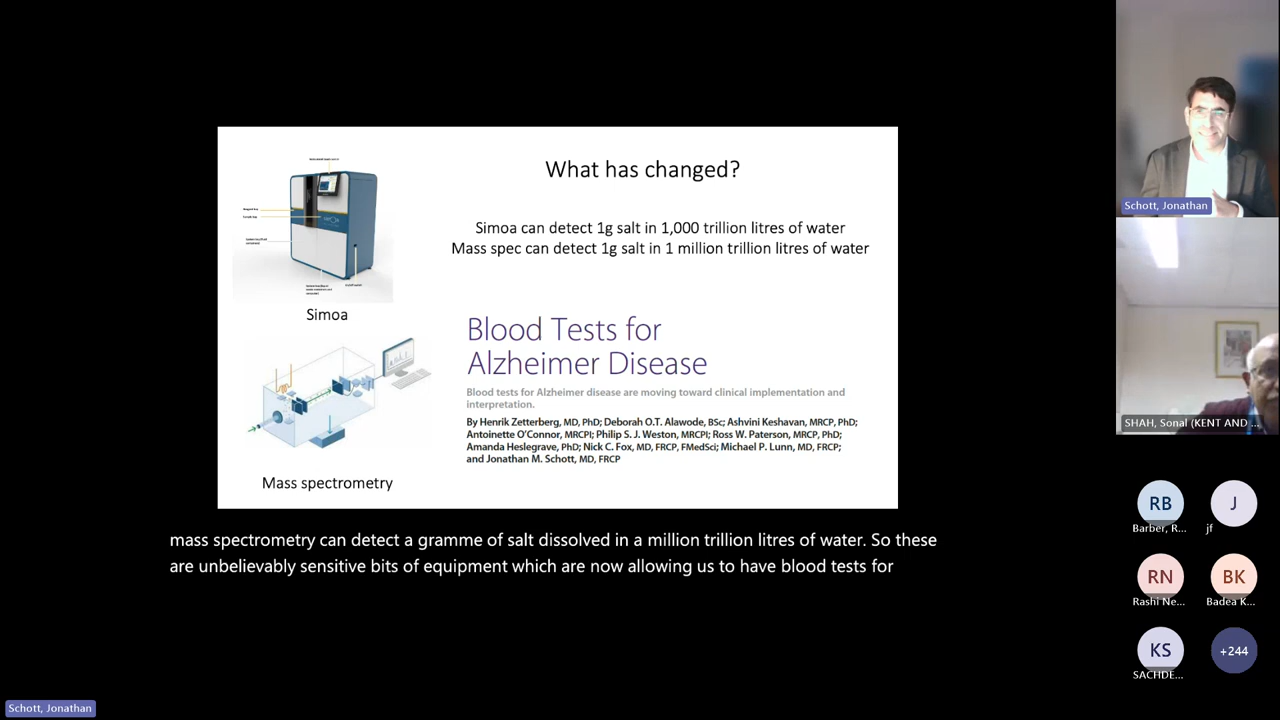 What has changed?
Simoa can detect 1g salt in 1,000 trillion litres of water
Mass spec can detect 1g salt in 1 million trillion litres of water
Simoa
Mass spectrometry
Blood Tests for
Alzheimer Disease
Blood tests for Alzheimer disease are moving toward clinical implementation and
interpretation.
By Henrik Zetterberg, MD, PhD; Deborah O.T. Alawode, BSc; Ashvini Keshavan, MRCP, PhD;
Antoinette O'Connor, MRCPI; Philip S. J. Weston, MRCPI; Ross W. Paterson, MRCP, PhD;
Amanda Heslegrave, PhD; Nick C. Fox, MD, FRCP, FMedSci; Michael P. Lunn, MD, FRCP;
and Jonathan M. Schott, MD, FRCP
mass spectrometry can detect a gramme of salt dissolved in a million trillion litres of water. So these
are unbelievably sensitive bits of equipment which are now allowing us to have blood tests for
Schott, Jonathan
Schott, Jonathan
SHAH, Sonal (KENT AND ...
RB
Barber, R...
J
jf
RN
Rashi Ne...
BK
Badea K...
KS
SACHDE...
+244